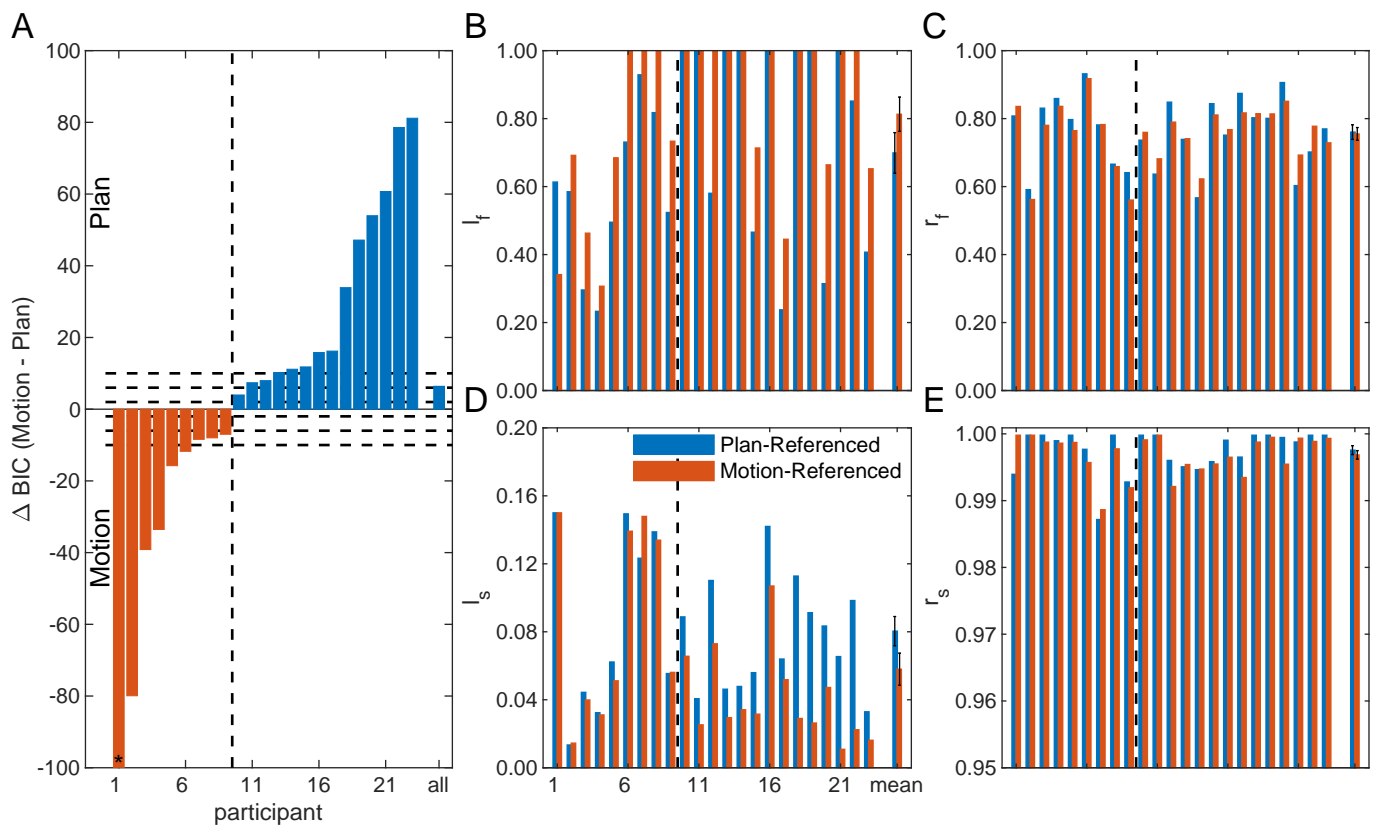 A
100
80
60
40
20
0
-20
-40
-60
-80
-100
Δ BIC (Motion - Plan)
Plan
Motion
*
1 6 11 16 21 all
participant
B
1.00
0.80
0.60
0.40
0.20
0.00
l_f
C
1.00
0.80
0.60
0.40
0.20
0.00
r_f
D
0.20
0.16
0.12
0.08
0.04
0.00
l_s
Plan-Referenced
Motion-Referenced
1 6 11 16 21 mean
E
1.00
0.99
0.98
0.97
0.96
0.95
r_s